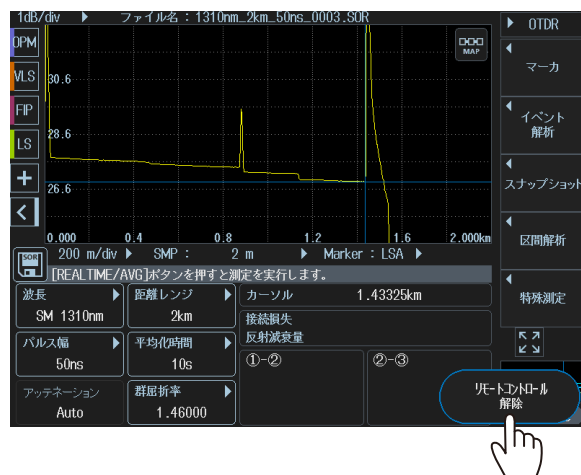 1dB/div ▶ ファイル名：1310nm_2km_50ns_0003.SOR
OPM
VLS
FIP
LS
+
<
30.6
28.6
26.6
MAP
0.000 0.4 0.8 1.2 1.6 2.000km
SOR
200 m/div ▶ SMP : 2 m ▶ Marker : LSA ▶
[REALTIME/AVG]ボタンを押すと測定を実行します。
波長
SM 1310nm
距離レンジ
2km
パルス幅
50ns
平均化時間
10s
アッテネーション
Auto
群屈折率
1.46000
カーソル 1.43325km
接続損失
反射減衰量
①-② ②-③
OTDR
マーカ
イベント
解析
スナップショット
区間解析
特殊測定
リモートコントロール
解除